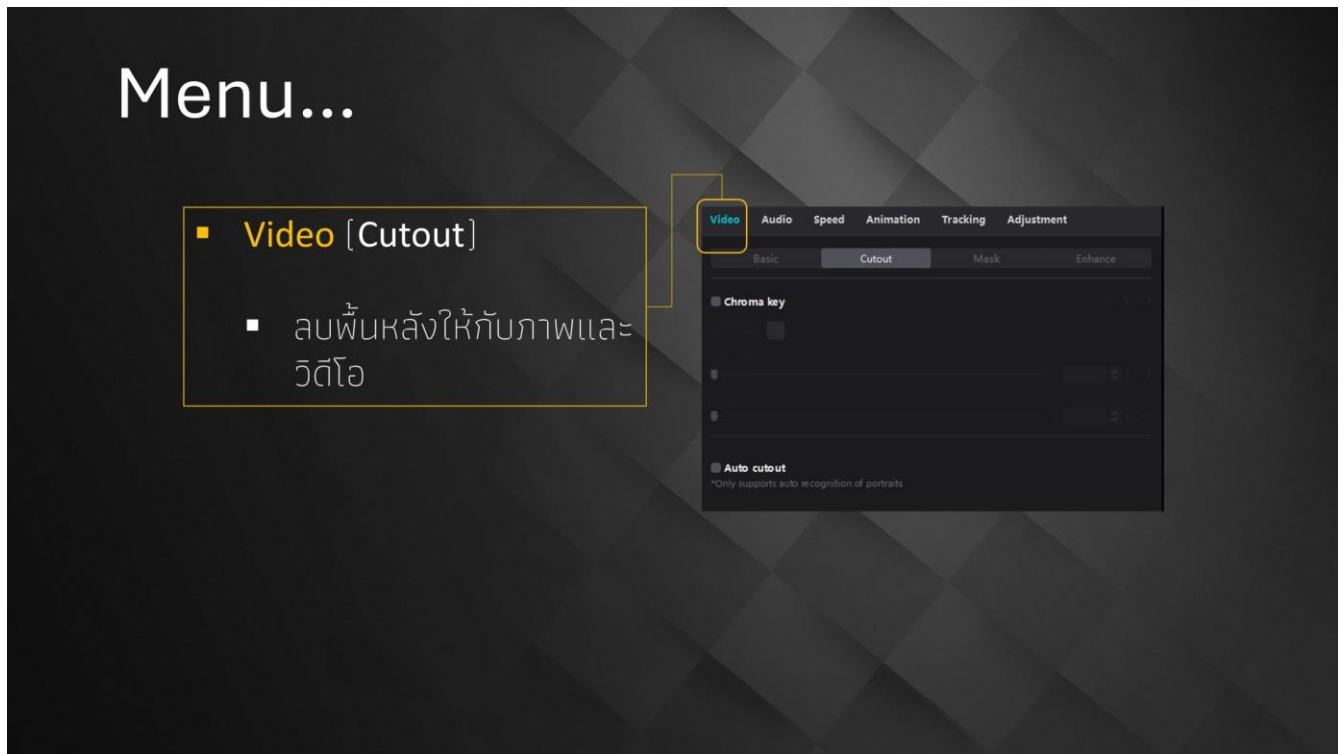 Menu...
Video (Cutout)
ลบพื้นหลังให้กับภาพและ
วิดีโอ
Video Audio Speed Animation Tracking Adjustment
Basic Cutout Mask Enhance
Chroma key
Auto cutout
*Only supports auto recognition of portraits